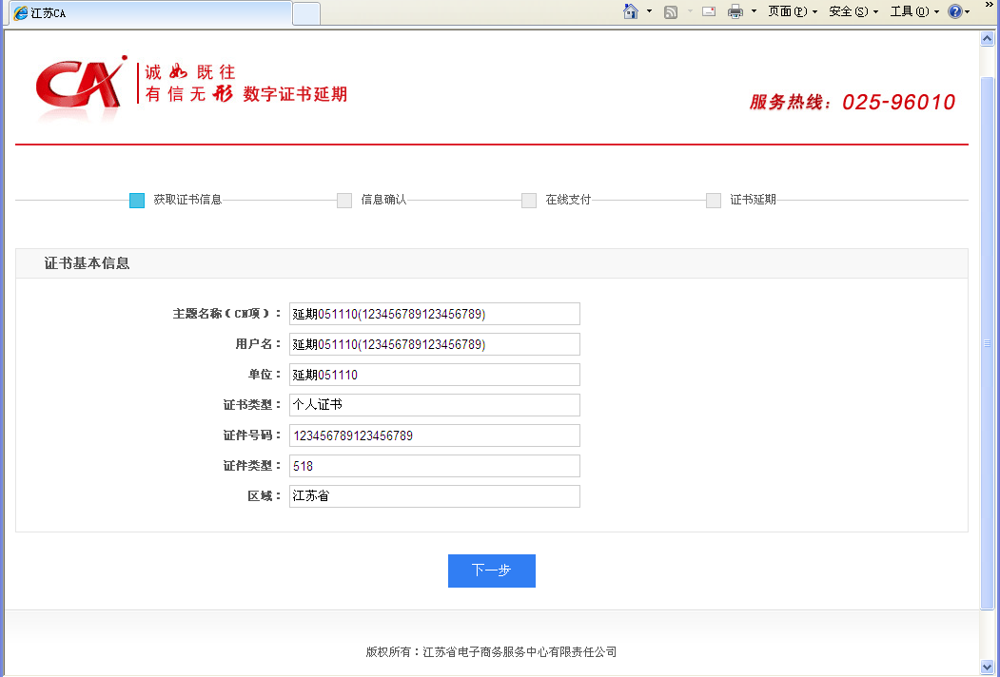 江苏CA
页面(P) 安全(S) 工具(O)
CA
诚如既往
有信无形 数字证书延期
服务热线：025-96010
获取证书信息 信息确认 在线支付 证书延期
证书基本信息
主题名称（CN项）： 延期051110(123456789123456789)
用户名： 延期051110(123456789123456789)
单位： 延期051110
证书类型： 个人证书
证件号码： 123456789123456789
证件类型： 518
区域： 江苏省
下一步
版权所有：江苏省电子商务服务中心有限责任公司